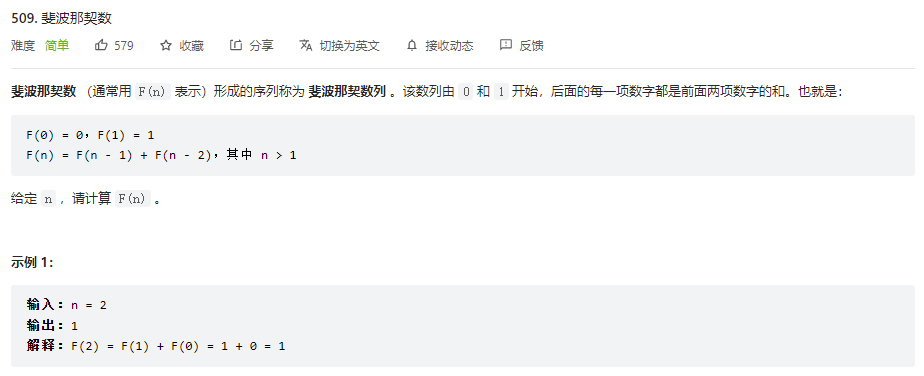 509. 斐波那契数
难度 简单 579 收藏 分享 切换为英文 接收动态 反馈
斐波那契数 （通常用 F(n) 表示）形成的序列称为 斐波那契数列 。该数列由 0 和 1 开始，后面的每一项数字都是前面两项数字的和。也就是：
F(0) = 0，F(1) = 1
F(n) = F(n - 1) + F(n - 2)，其中 n > 1
给定 n ，请计算 F(n) 。
示例 1：
输入：n = 2
输出：1
解释：F(2) = F(1) + F(0) = 1 + 0 = 1